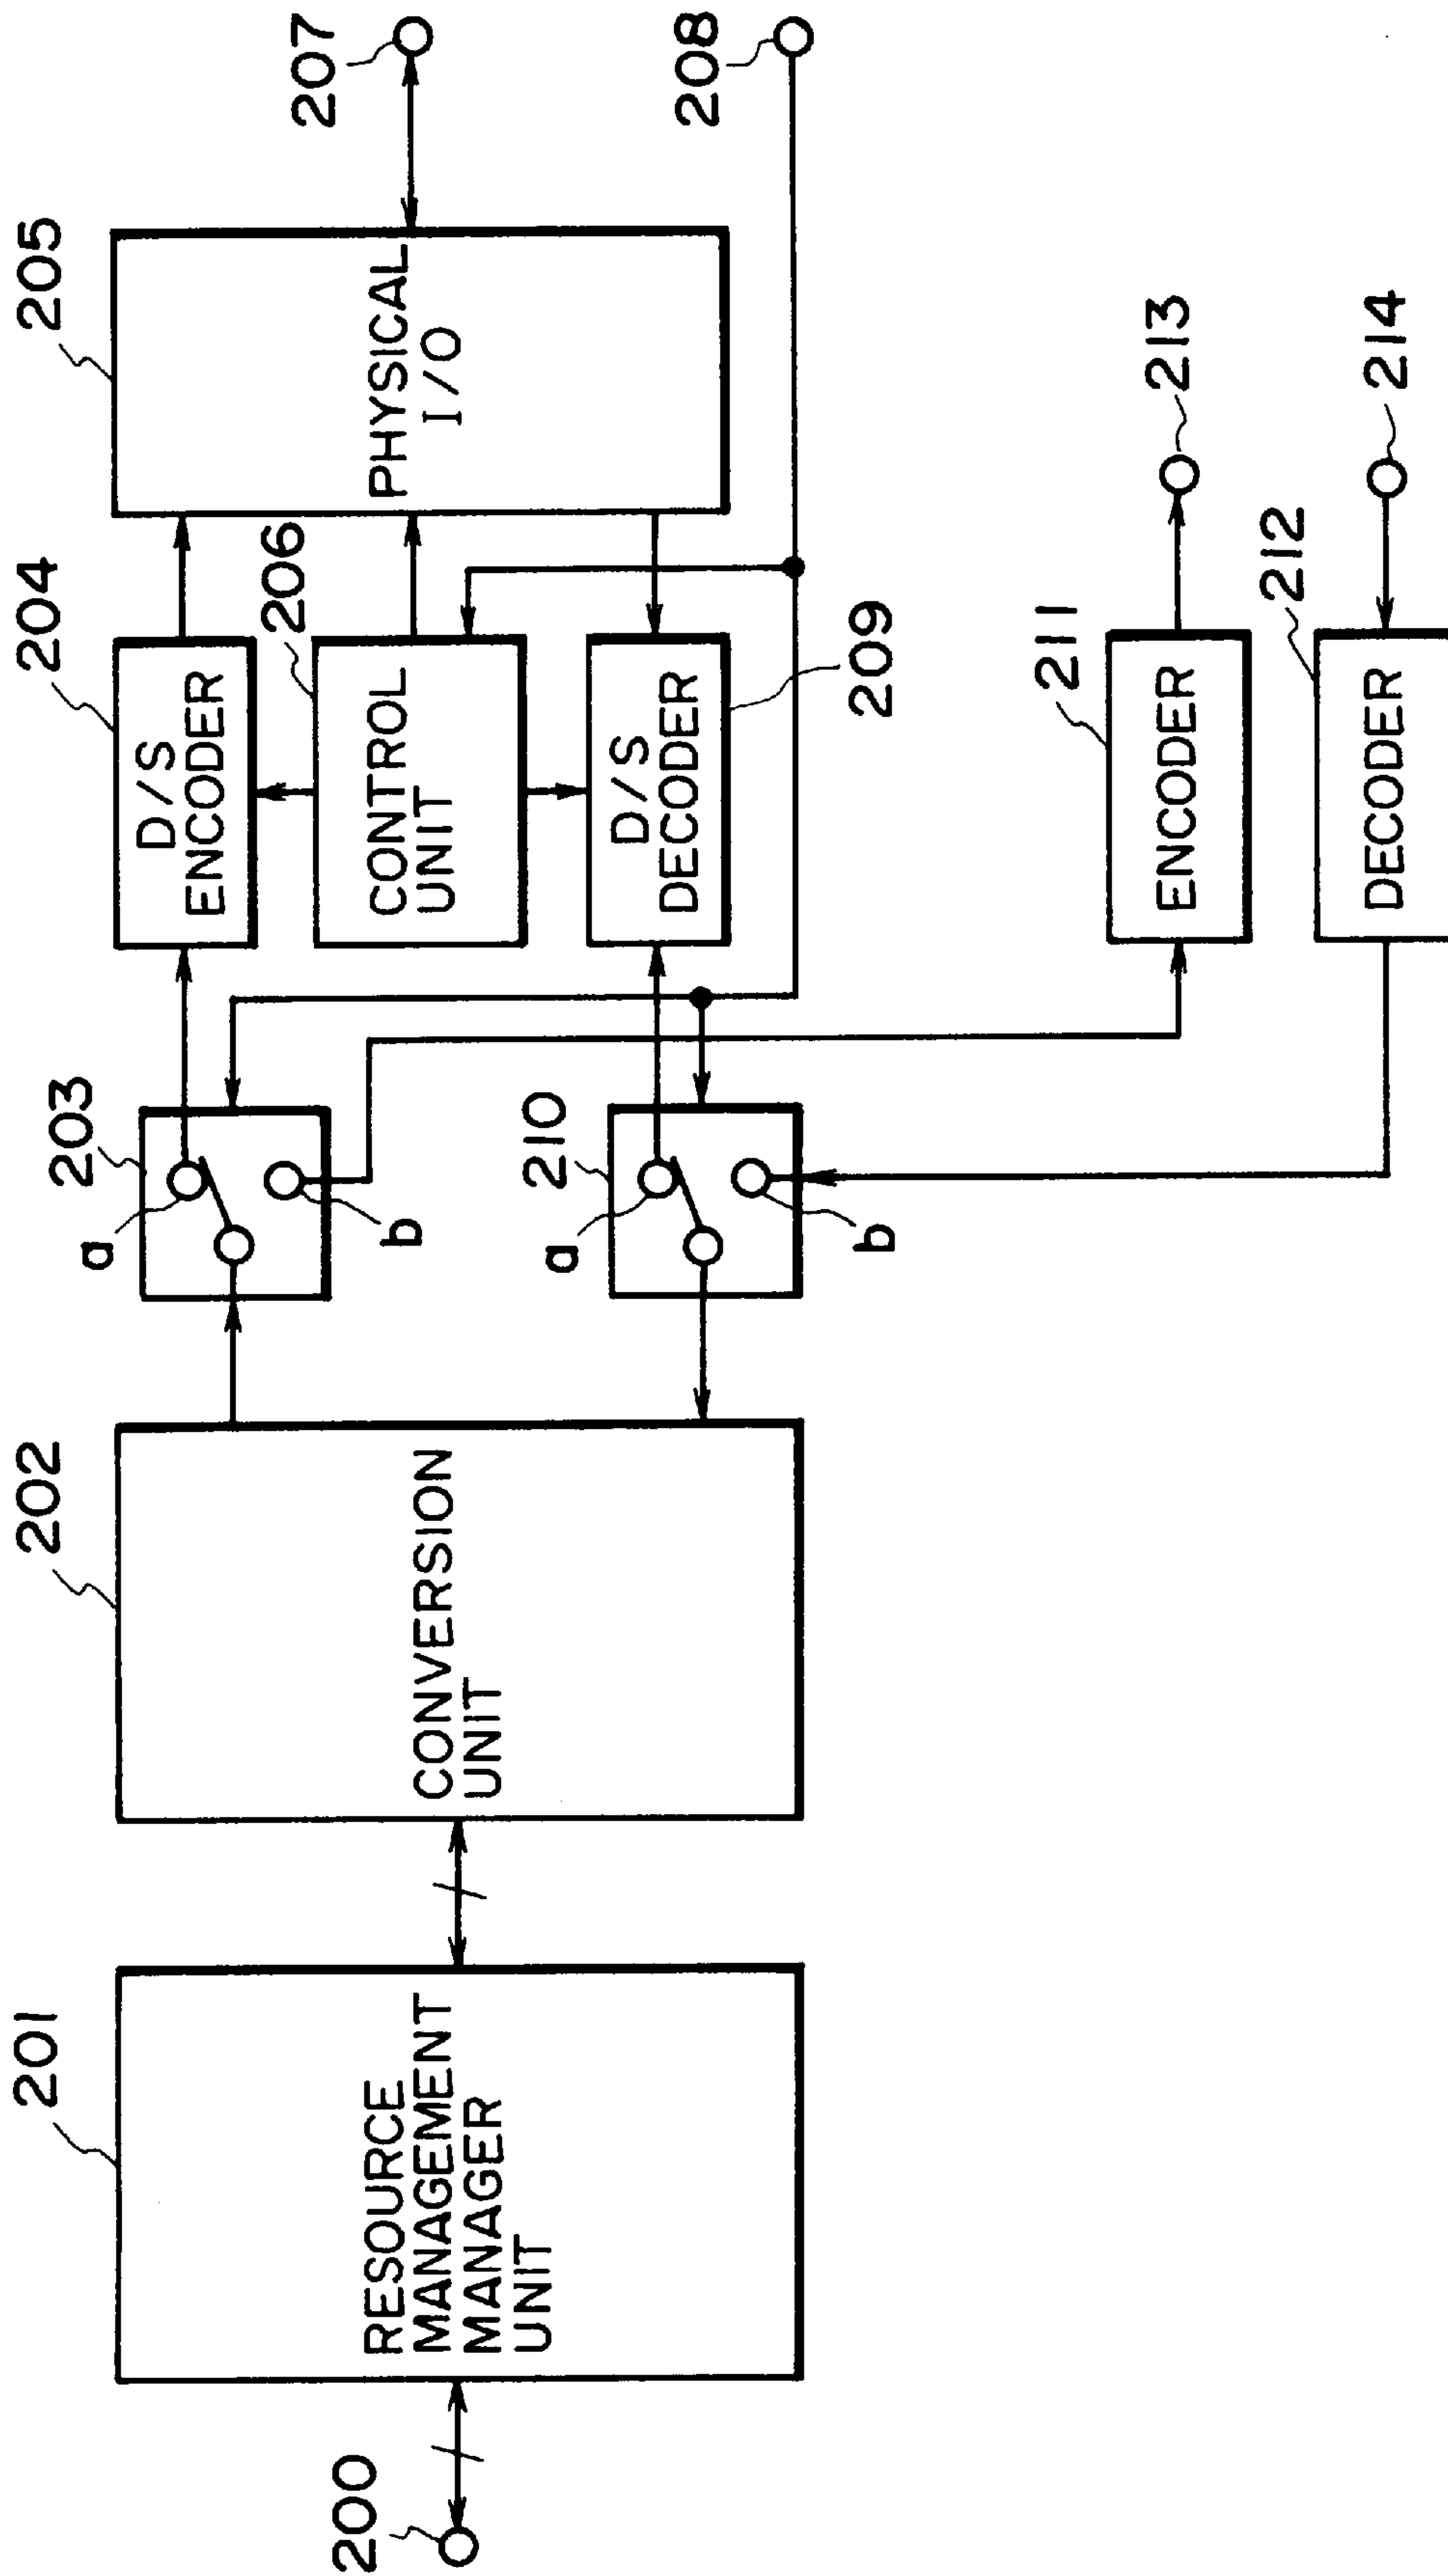 200
201
RESOURCE
MANAGEMENT
MANAGER
UNIT
202
CONVERSION
UNIT
203
a
b
210
a
b
204
D/S
ENCODER
206
CONTROL
UNIT
D/S
DECODER
209
205
PHYSICAL
I/O
207
208
211
ENCODER
213
212
DECODER
214